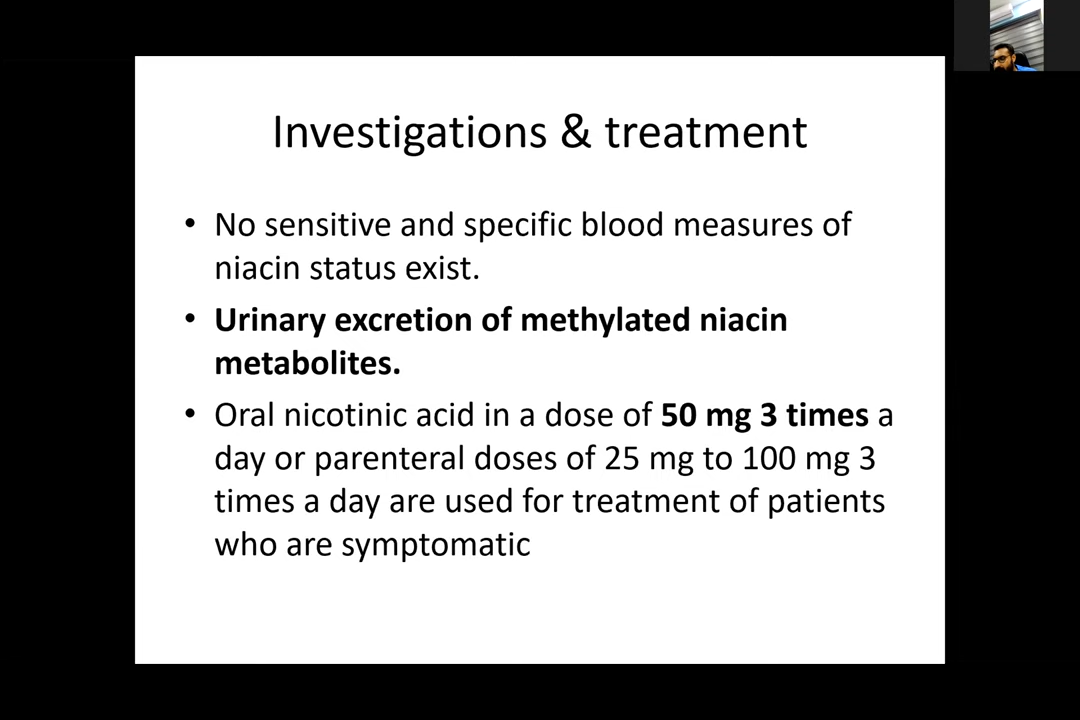 Investigations & treatment
• No sensitive and specific blood measures of
niacin status exist.
• Urinary excretion of methylated niacin
metabolites.
• Oral nicotinic acid in a dose of 50 mg 3 times a
day or parenteral doses of 25 mg to 100 mg 3
times a day are used for treatment of patients
who are symptomatic